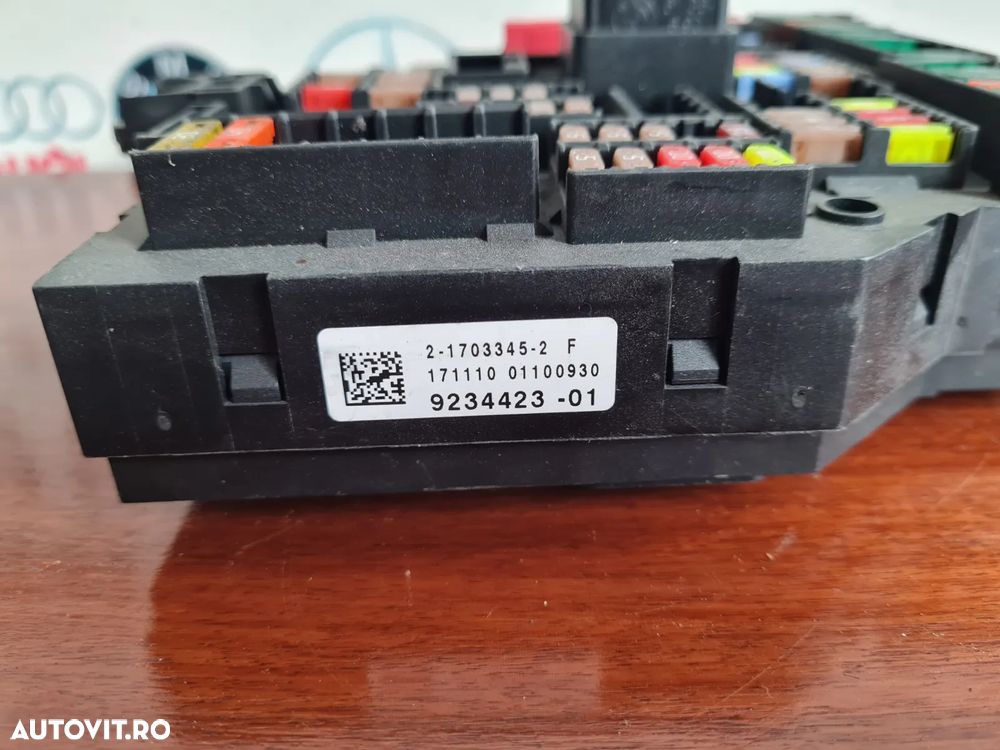 2-1703345-2 F
171110 01100930
9234423 -01
AUTOVIT.RO